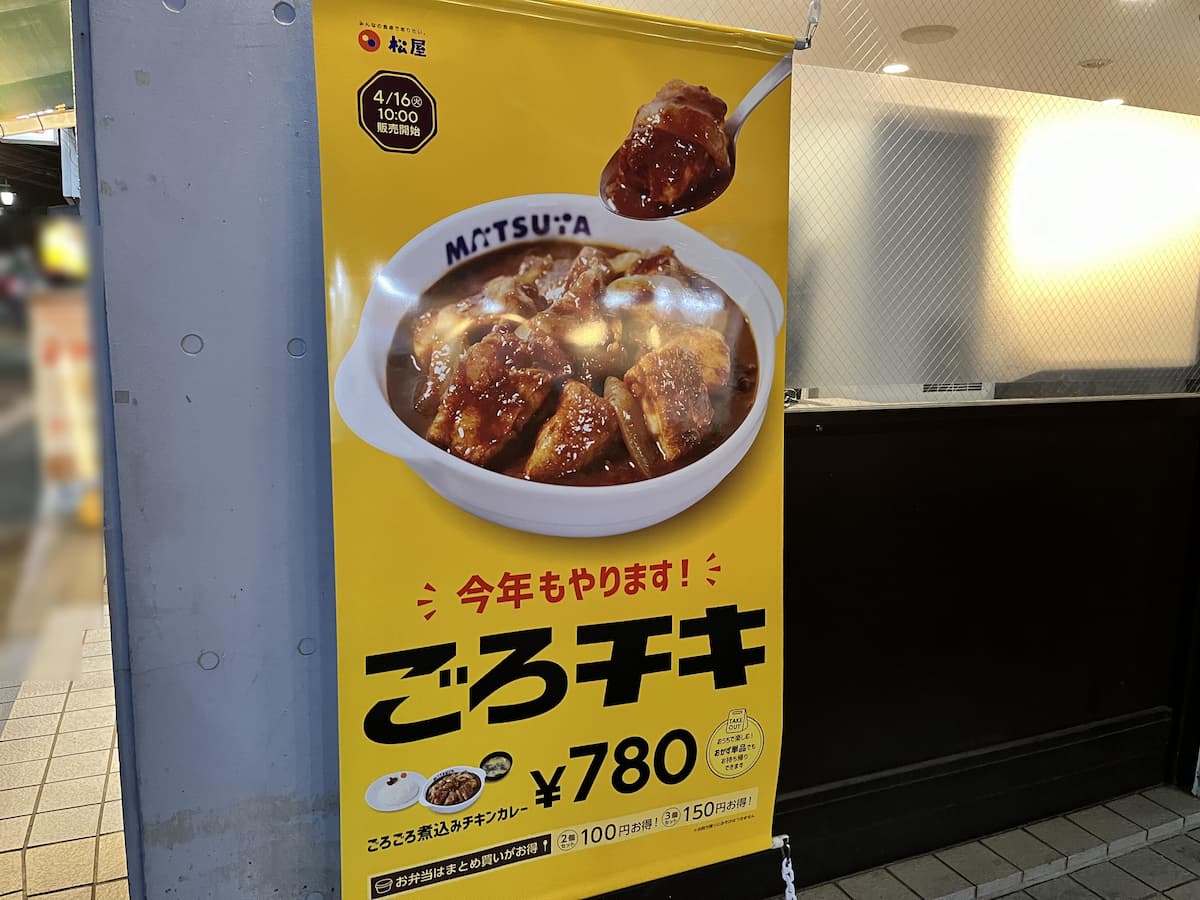 みんなの食卓でありたい。
松屋
4/16㊋
10:00
販売開始
MATSUYA
今年もやります!
ごろチキ
¥780
TAKE
OUT
おうちで楽しむ!
おかず単品でも
お持ち帰り
できます
ごろごろ煮込みチキンカレー
お弁当はまとめ買いがお得!
2個セット 100円お得! 3個セット 150円お得!